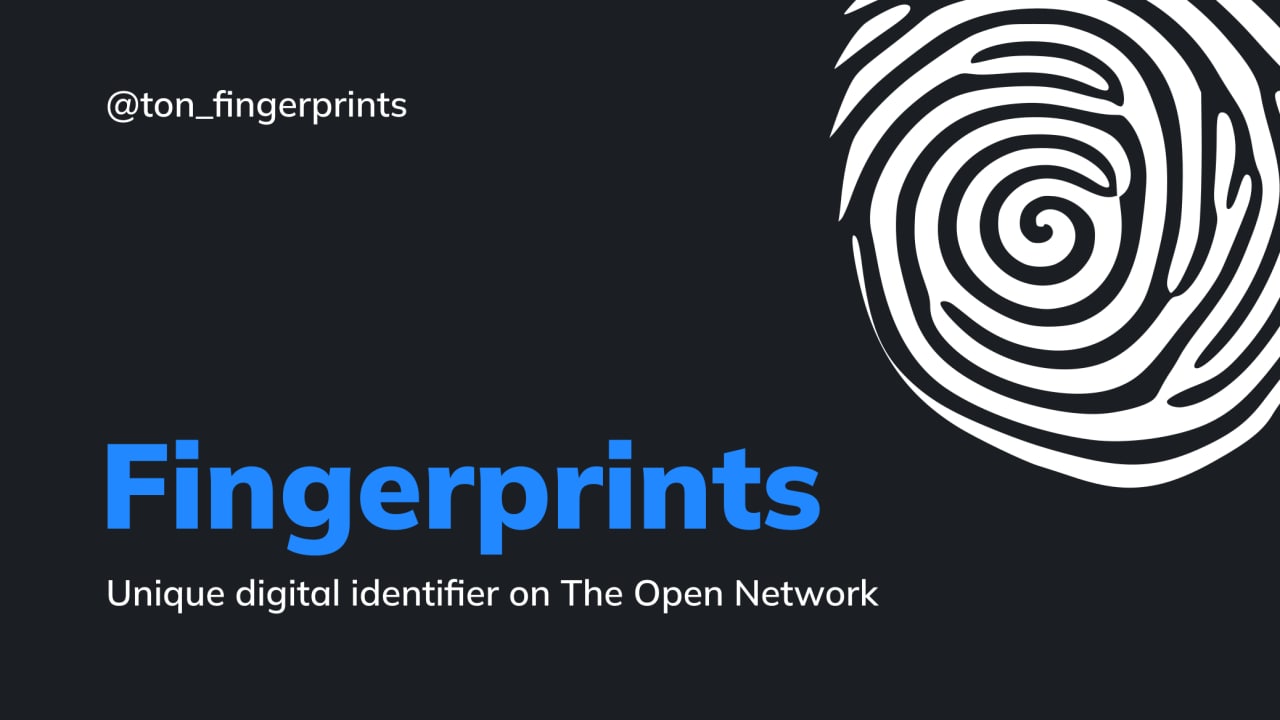 @ton_fingerprints
Fingerprints
Unique digital identifier on The Open Network